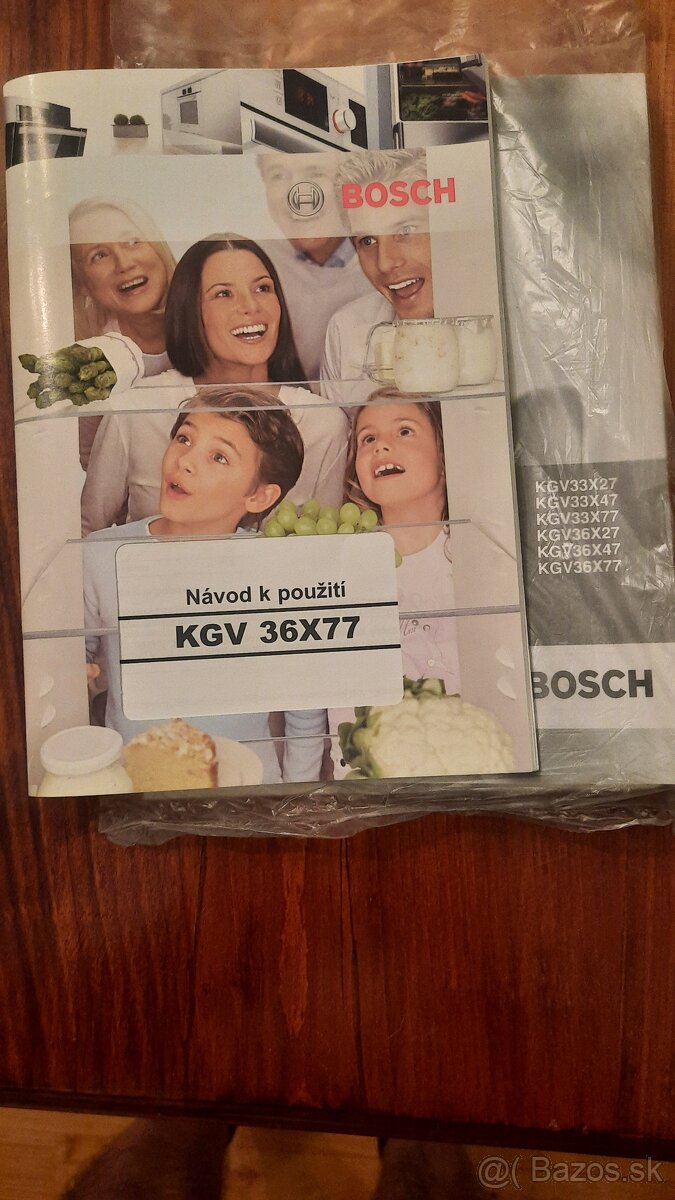 BOSCH
Návod k použití
KGV 36X77
KGV33X27
KGV33X47
KGV33X77
KGV36X27
KGV36X47
KGV36X77
BOSCH
@( Bazos.sk